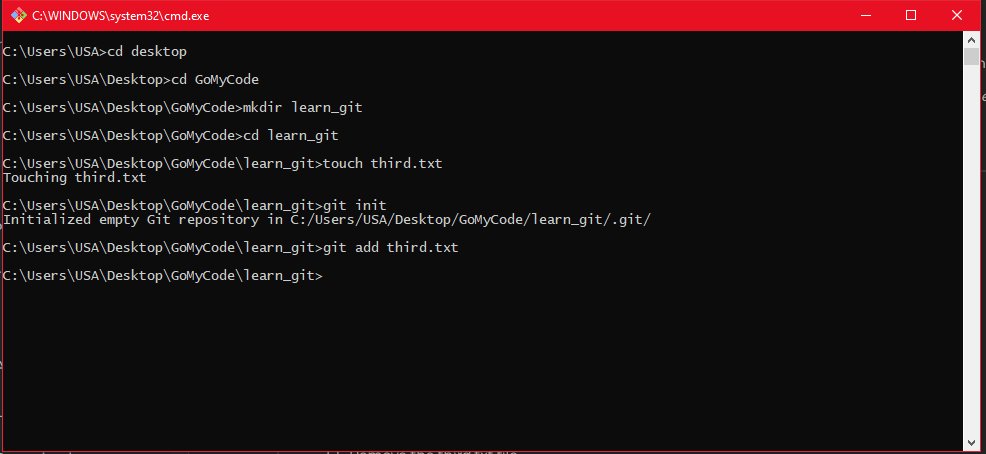 C:\WINDOWS\system32\cmd.exe
C:\Users\USA>cd desktop
C:\Users\USA\Desktop>cd GoMyCode
C:\Users\USA\Desktop\GoMyCode>mkdir learn_git
C:\Users\USA\Desktop\GoMyCode>cd learn_git
C:\Users\USA\Desktop\GoMyCode\learn_git>touch third.txt
Touching third.txt
C:\Users\USA\Desktop\GoMyCode\learn_git>git init
Initialized empty Git repository in C:/Users/USA/Desktop/GoMyCode/learn_git/.git/
C:\Users\USA\Desktop\GoMyCode\learn_git>git add third.txt
C:\Users\USA\Desktop\GoMyCode\learn_git>